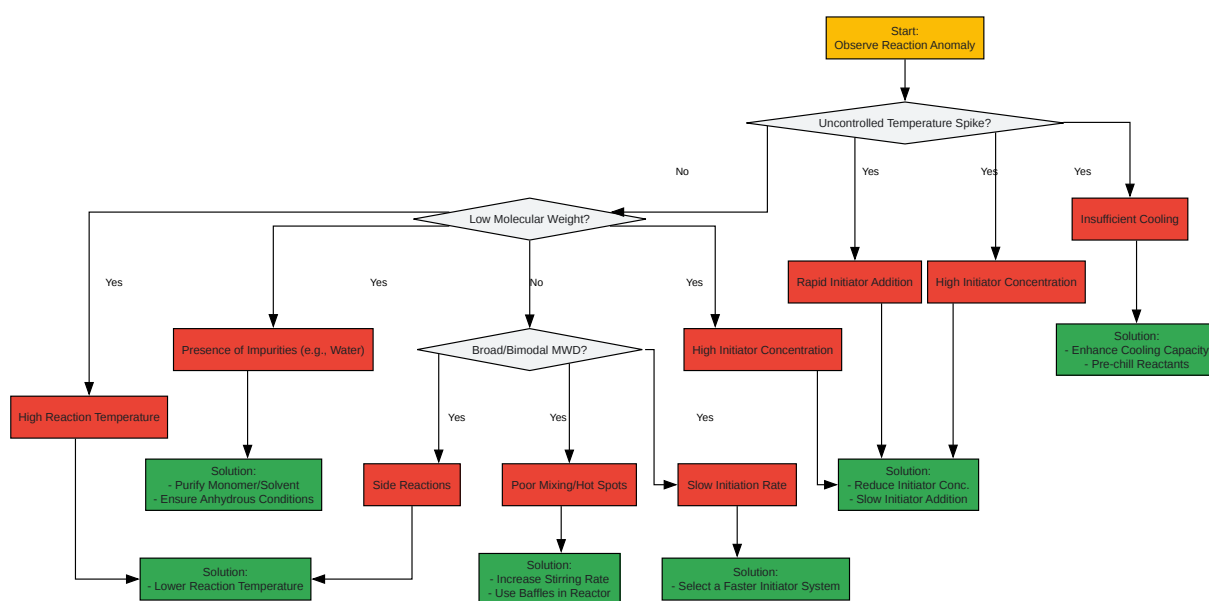 Start:
Observe Reaction Anomaly
Uncontrolled Temperature Spike?
No
Yes
Yes
Yes
Low Molecular Weight?
Insufficient Cooling
Yes
Yes
No
Yes
Rapid Initiator Addition
High Initiator Concentration
Presence of Impurities (e.g., Water)
Broad/Bimodal MWD?
High Initiator Concentration
Solution:
- Enhance Cooling Capacity
- Pre-chill Reactants
High Reaction Temperature
Yes
Yes
Yes
Solution:
- Purify Monomer/Solvent
- Ensure Anhydrous Conditions
Side Reactions
Poor Mixing/Hot Spots
Slow Initiation Rate
Solution:
- Reduce Initiator Conc.
- Slow Initiator Addition
Solution:
- Lower Reaction Temperature
Solution:
- Increase Stirring Rate
- Use Baffles in Reactor
Solution:
- Select a Faster Initiator System